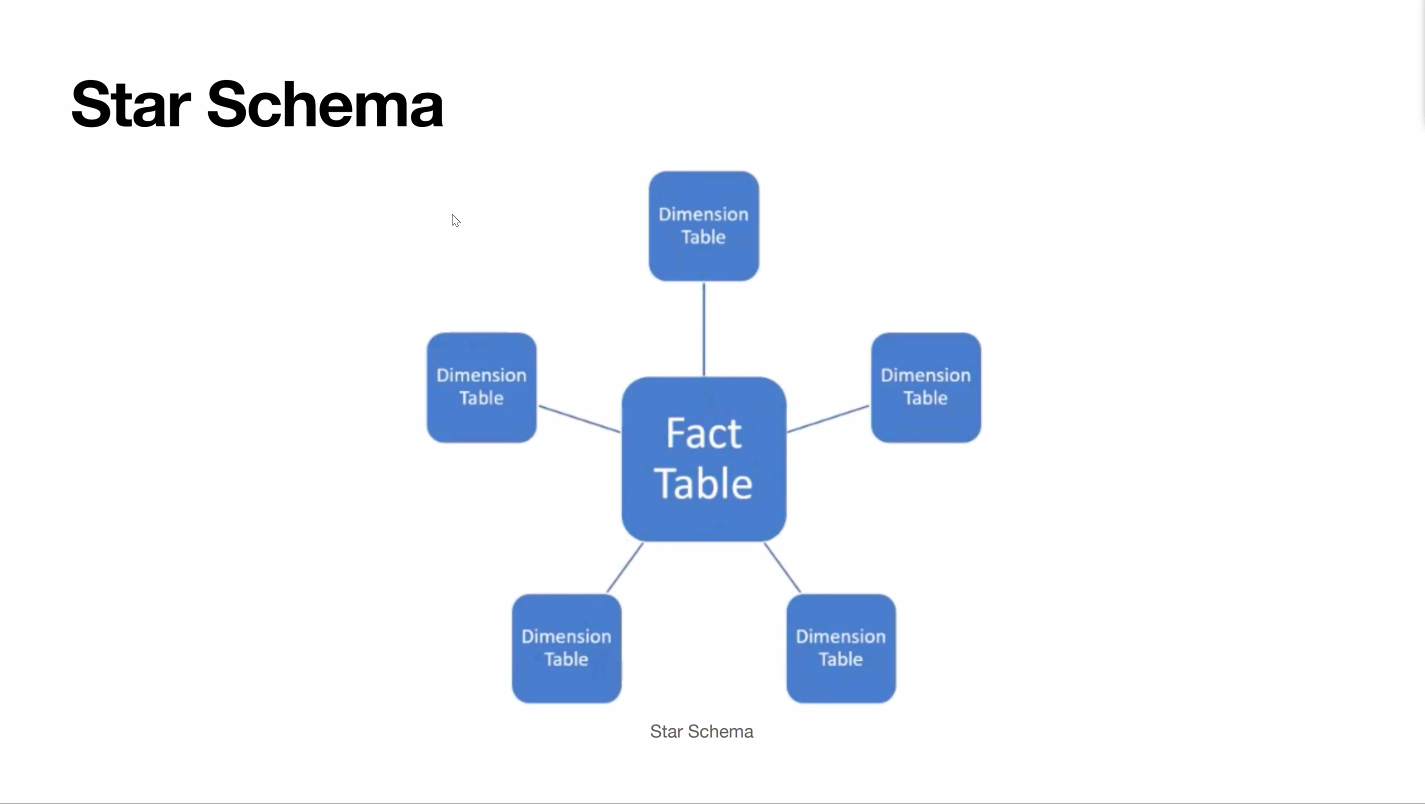 Star Schema
Dimension
Table
Dimension
Table
Dimension
Table
Fact
Table
Dimension
Table
Dimension
Table
Star Schema